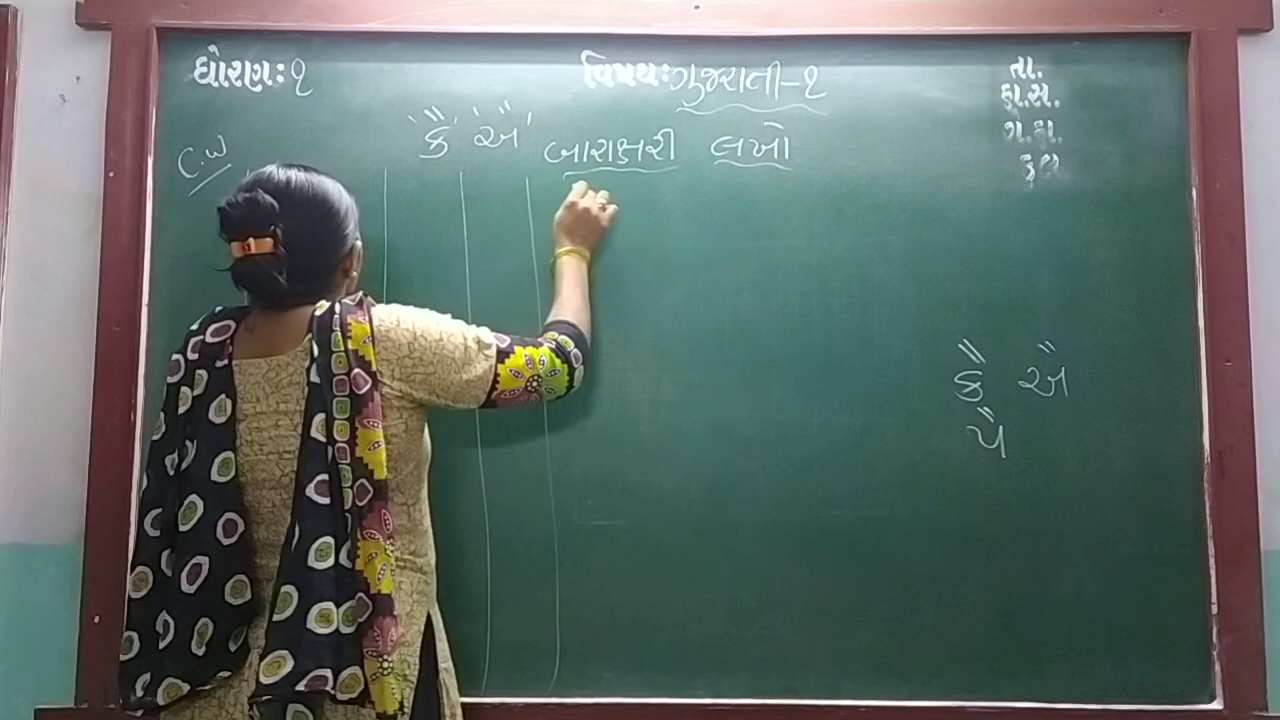 ધોરણ:૧ વિષય:ગુજરાતી-૧ તા.
ફા.સ.
ગે.ફા.
કુલ
C.W " ક " અ " બારાક્ષરી લખો
ક અ
પ